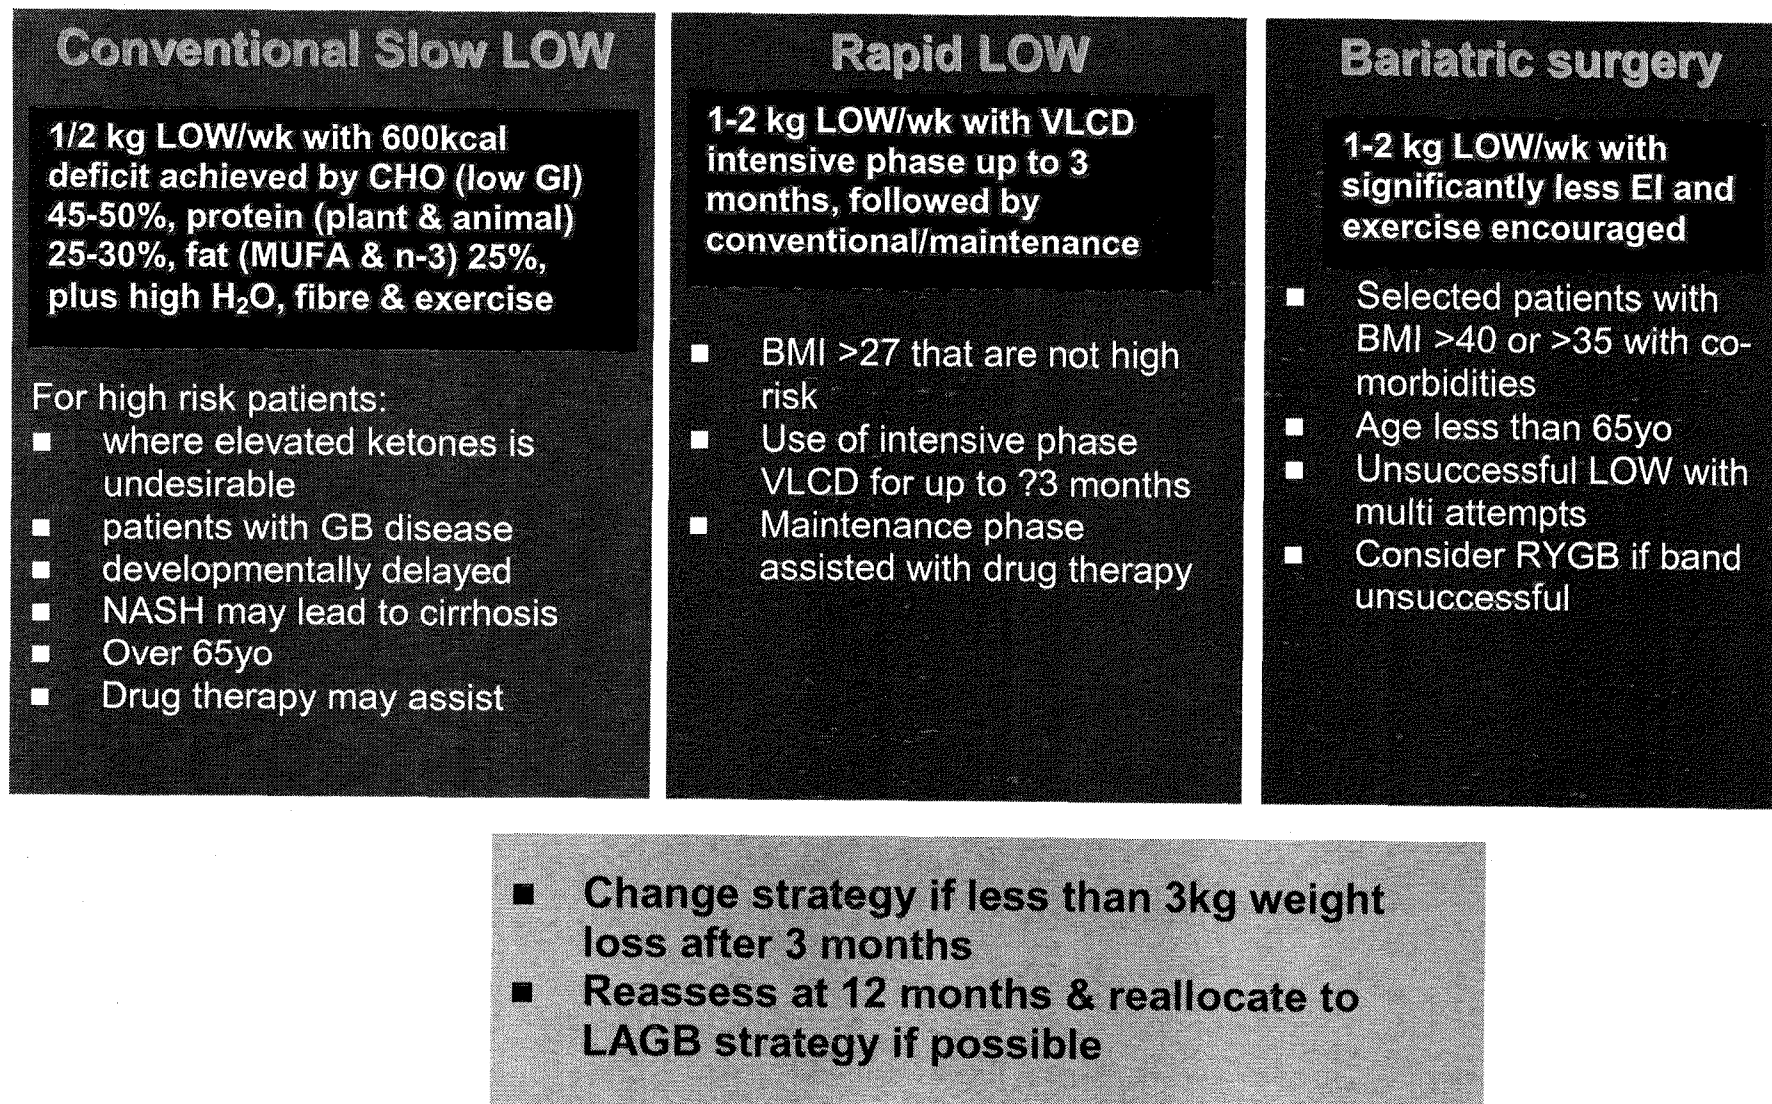 Conventional Slow LOW
1/2 kg LOW/wk with 600kcal
deficit achieved by CHO (low GI)
45-50%, protein (plant & animal)
25-30%, fat (MUFA & n-3) 25%,
plus high H₂O, fibre & exercise
For high risk patients:
■ where elevated ketones is
undesirable
■ patients with GB disease
■ developmentally delayed
■ NASH may lead to cirrhosis
■ Over 65yo
■ Drug therapy may assist
Rapid LOW
1-2 kg LOW/wk with VLCD
intensive phase up to 3
months, followed by
conventional/maintenance
■ BMI >27 that are not high
risk
■ Use of intensive phase
VLCD for up to ?3 months
■ Maintenance phase
assisted with drug therapy
Bariatric surgery
1-2 kg LOW/wk with
significantly less EI and
exercise encouraged
■ Selected patients with
BMI >40 or >35 with co-
morbidities
■ Age less than 65yo
■ Unsuccessful LOW with
multi attempts
■ Consider RYGB if band
unsuccessful
■ Change strategy if less than 3kg weight
loss after 3 months
■ Reassess at 12 months & reallocate to
LAGB strategy if possible